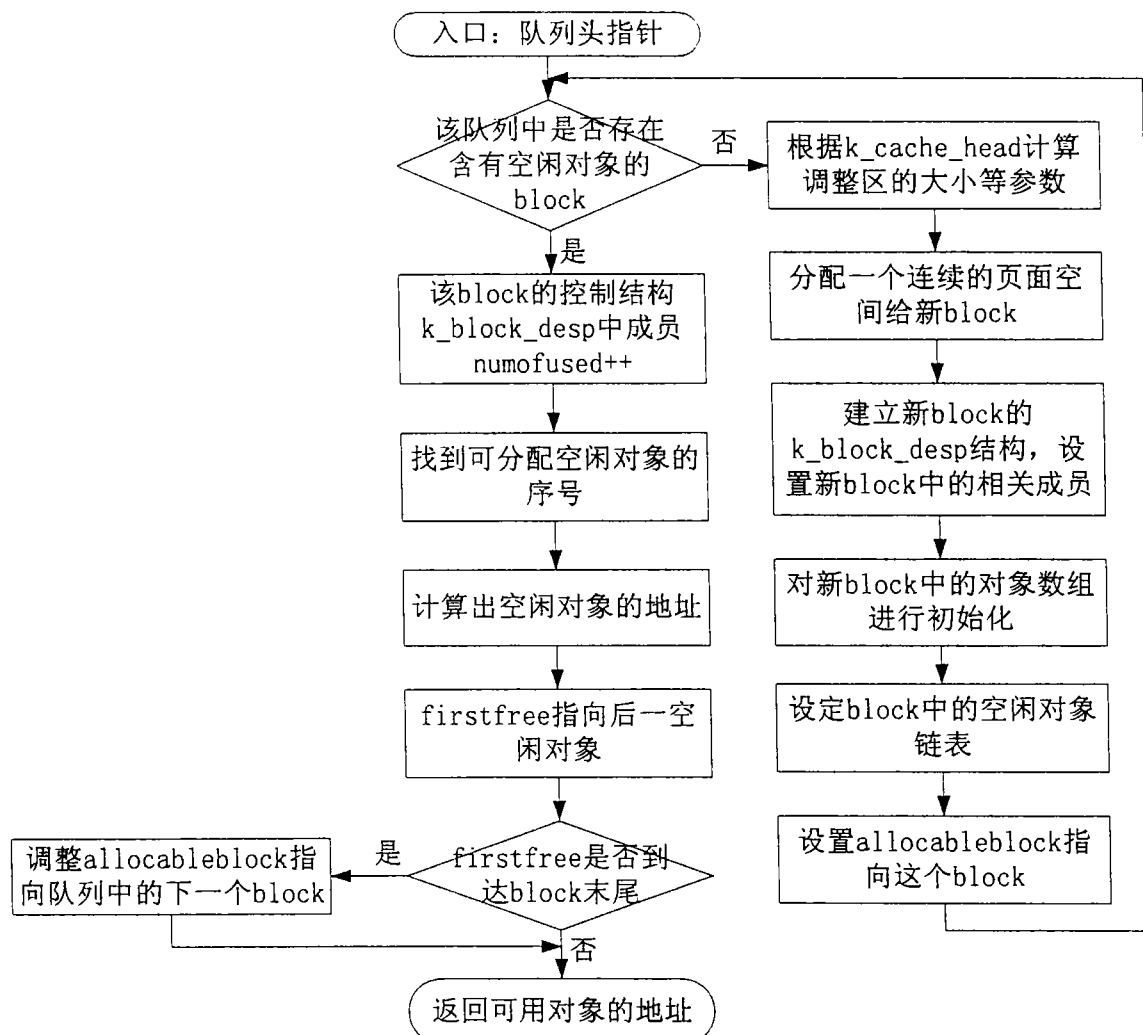 入口：队列头指针
该队列中是否存在
含有空闲对象的
block
否
是
该block的控制结构
k_block_desp中成员
numofused++
找到可分配空闲对象的
序号
计算出空闲对象的地址
firstfree指向后一空
闲对象
firstfree是否到
达block末尾
是
调整allocableblock指
向队列中的下一个block
否
返回可用对象的地址
根据k_cache_head计算
调整区的大小等参数
分配一个连续的页面空
间给新block
建立新block的
k_block_desp结构，设
置新block中的相关成员
对新block中的对象数组
进行初始化
设定block中的空闲对象
链表
设置allocableblock指
向这个block